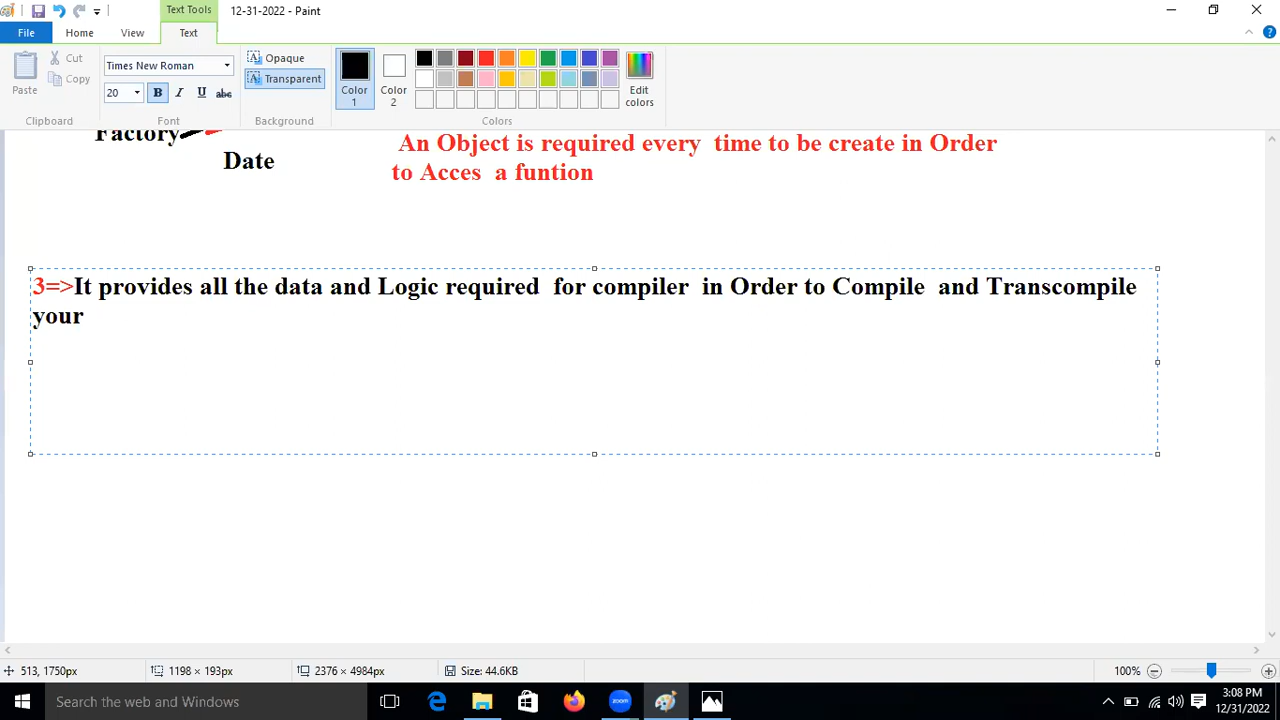 Text Tools
12-31-2022 - Paint
File
Home
View
Text
Paste
Cut
Copy
Clipboard
Times New Roman
20
B
I
U
abc
Font
Opaque
Transparent
Background
Color 1
Color 2
Edit colors
Colors
Factory
Date
An Object is required every time to be create in Order
to Acces a funtion
3=>It provides all the data and Logic required for compiler in Order to Compile and Transcompile
your
513, 1750px
1198 × 193px
2376 × 4984px
Size: 44.6KB
100%
Search the web and Windows
zoom
3:08 PM
12/31/2022